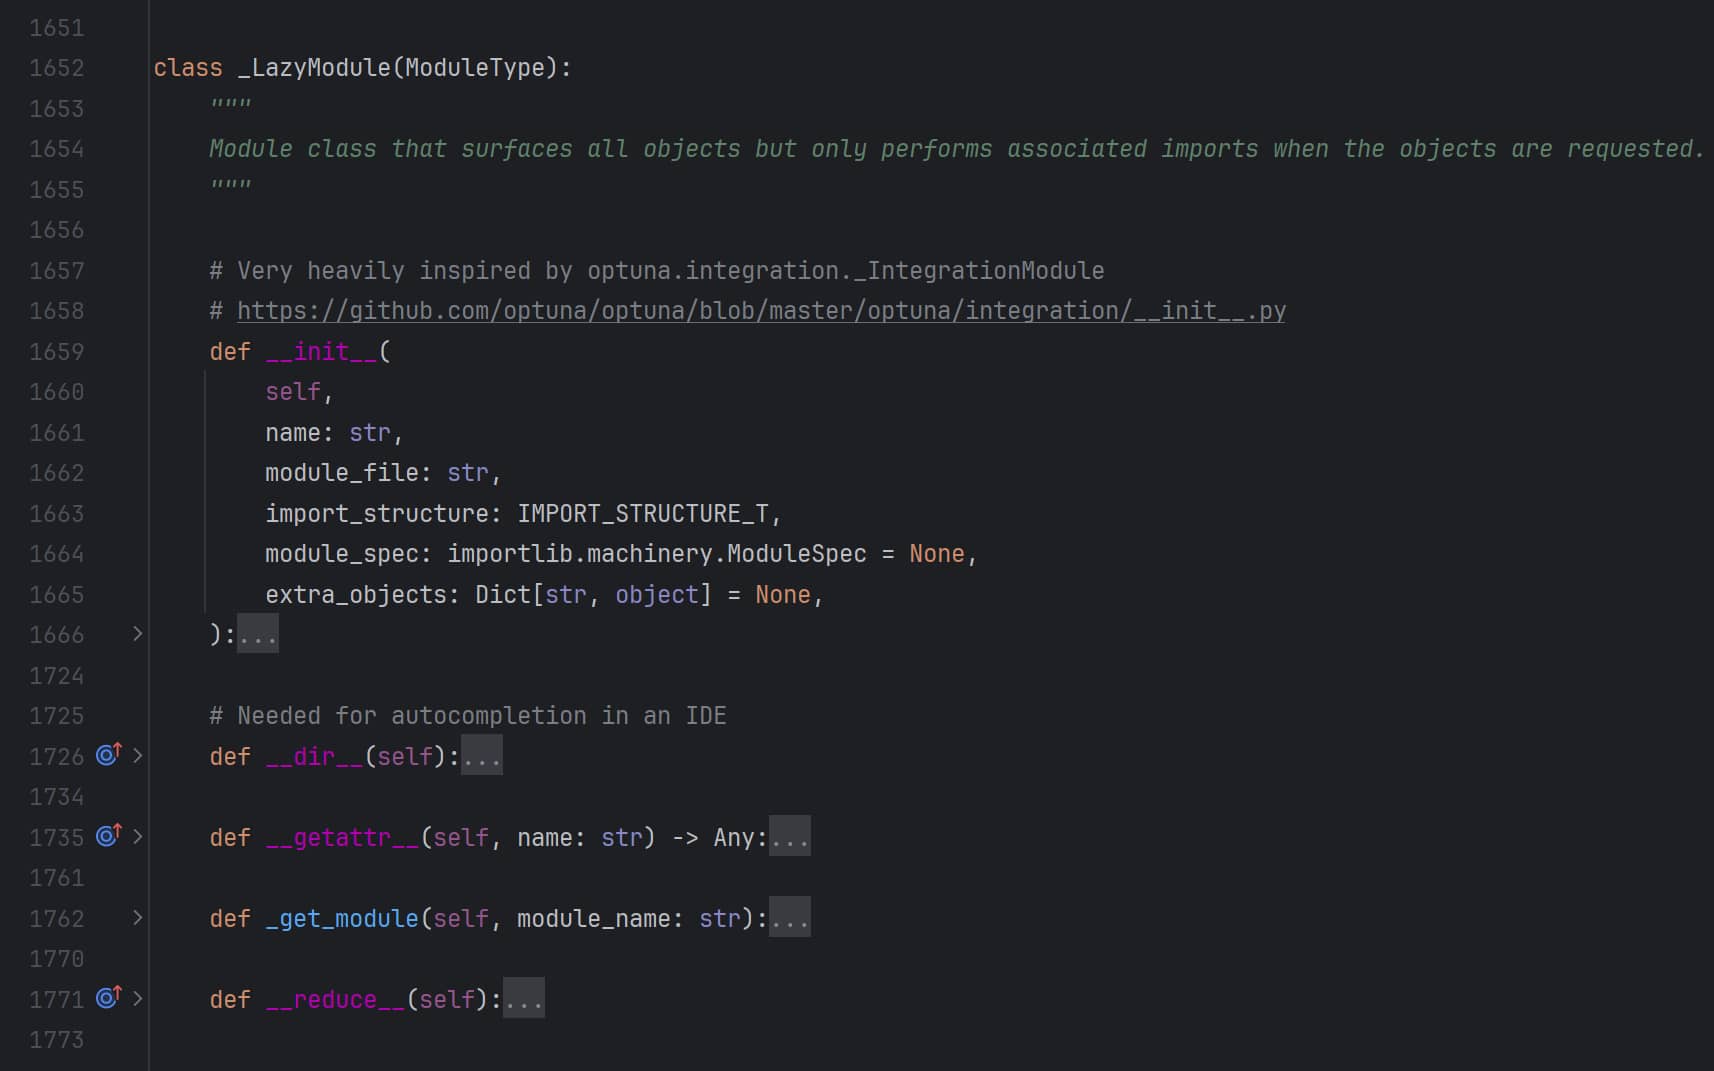 1651
1652 class _LazyModule(ModuleType):
1653     """
1654     Module class that surfaces all objects but only performs associated imports when the objects are requested.
1655     """
1656
1657     # Very heavily inspired by optuna.integration._IntegrationModule
1658     # https://github.com/optuna/optuna/blob/master/optuna/integration/__init__.py
1659     def __init__(
1660         self,
1661         name: str,
1662         module_file: str,
1663         import_structure: IMPORT_STRUCTURE_T,
1664         module_spec: importlib.machinery.ModuleSpec = None,
1665         extra_objects: Dict[str, object] = None,
1666     ):...
1724
1725     # Needed for autocompletion in an IDE
1726     def __dir__(self):...
1734
1735     def __getattr__(self, name: str) -> Any:...
1761
1762     def _get_module(self, module_name: str):...
1770
1771     def __reduce__(self):...
1773